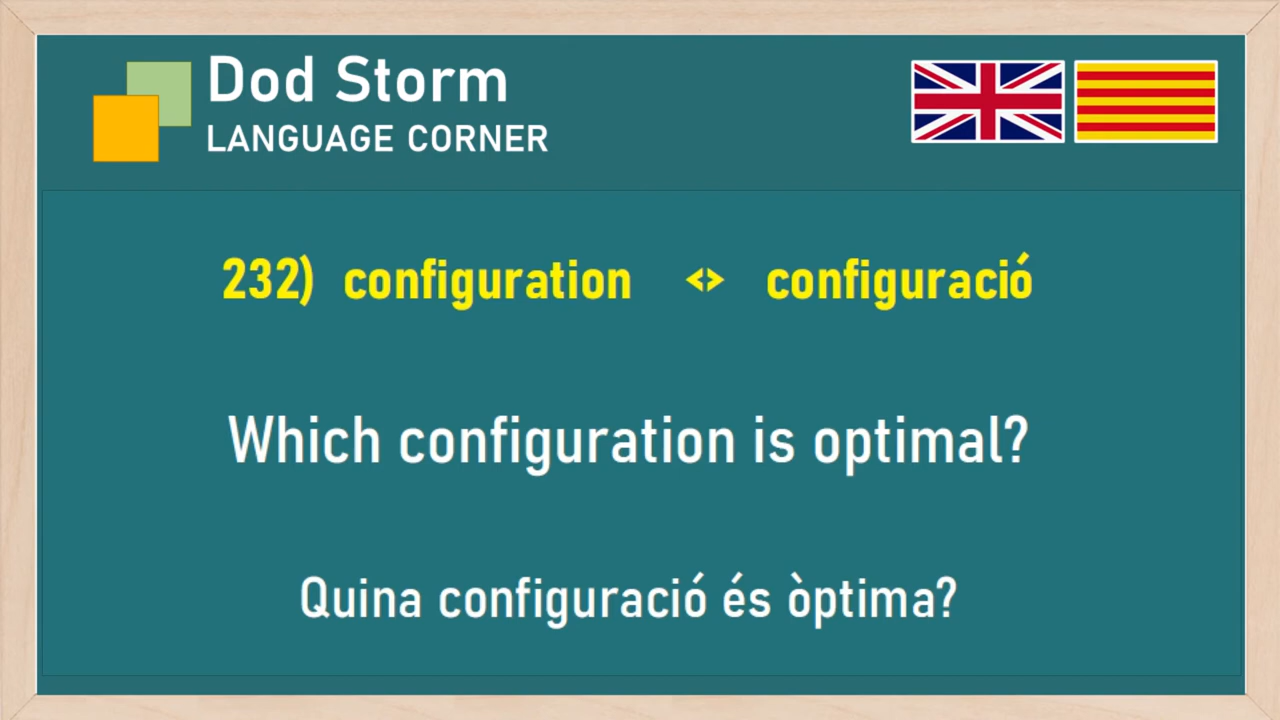 Dod Storm
LANGUAGE CORNER
232) configuration <> configuració
Which configuration is optimal?
Quina configuració és òptima?